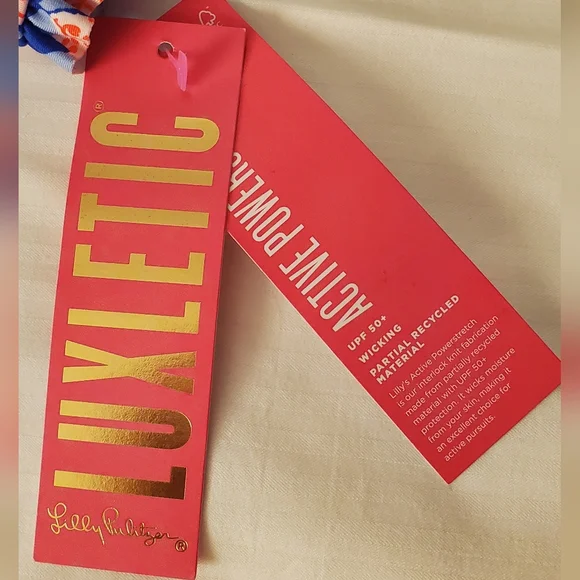 LUXLETIC®
Lilly Pulitzer®
UPF 50+
WICKING
PARTIAL RECYCLED
MATERIAL
Lilly's Active Powerstretch
is our interlock knit fabrication
made from partially recycled
material with UPF 50+
protection. It wicks moisture
from your skin, making it
an excellent choice for
active pursuits.
ACTIVE